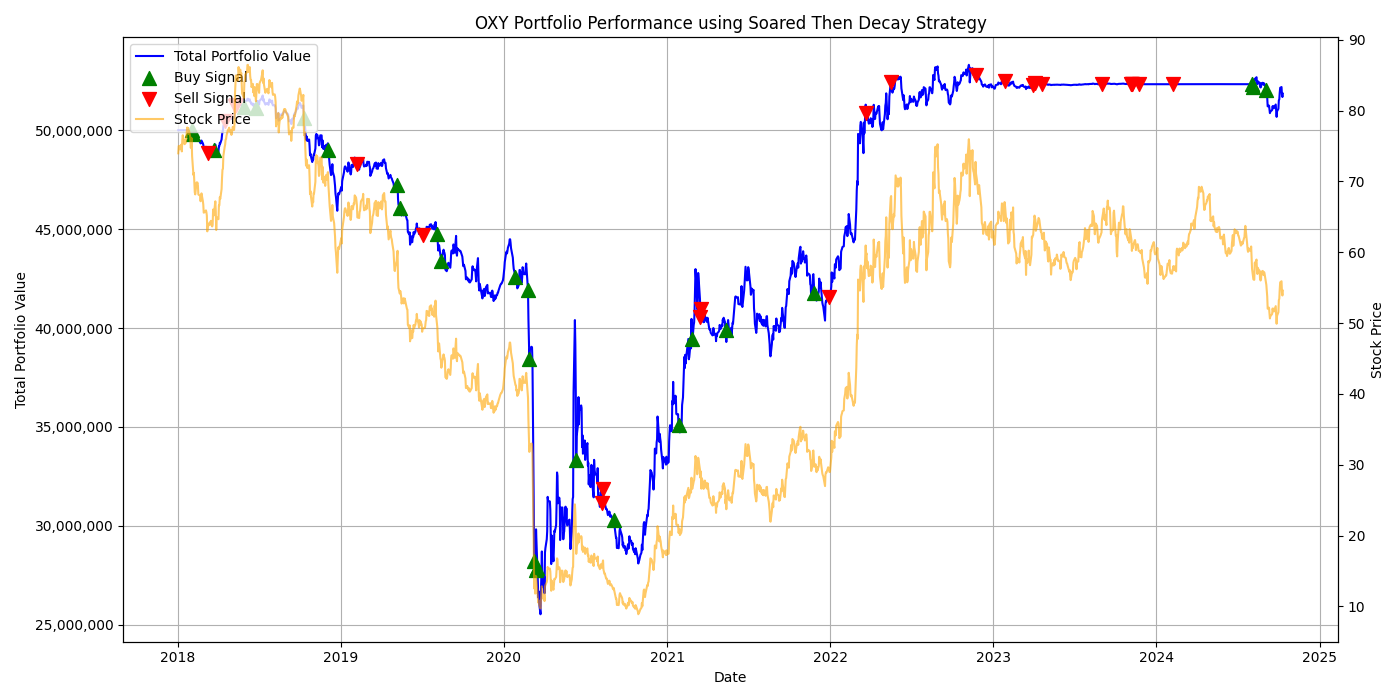 OXY Portfolio Performance using Soared Then Decay Strategy
Total Portfolio Value
Buy Signal
Sell Signal
Stock Price
50,000,000
45,000,000
40,000,000
35,000,000
30,000,000
25,000,000
Total Portfolio Value
90
80
70
60
50
40
30
20
10
Stock Price
2018
2019
2020
2021
2022
2023
2024
2025
Date